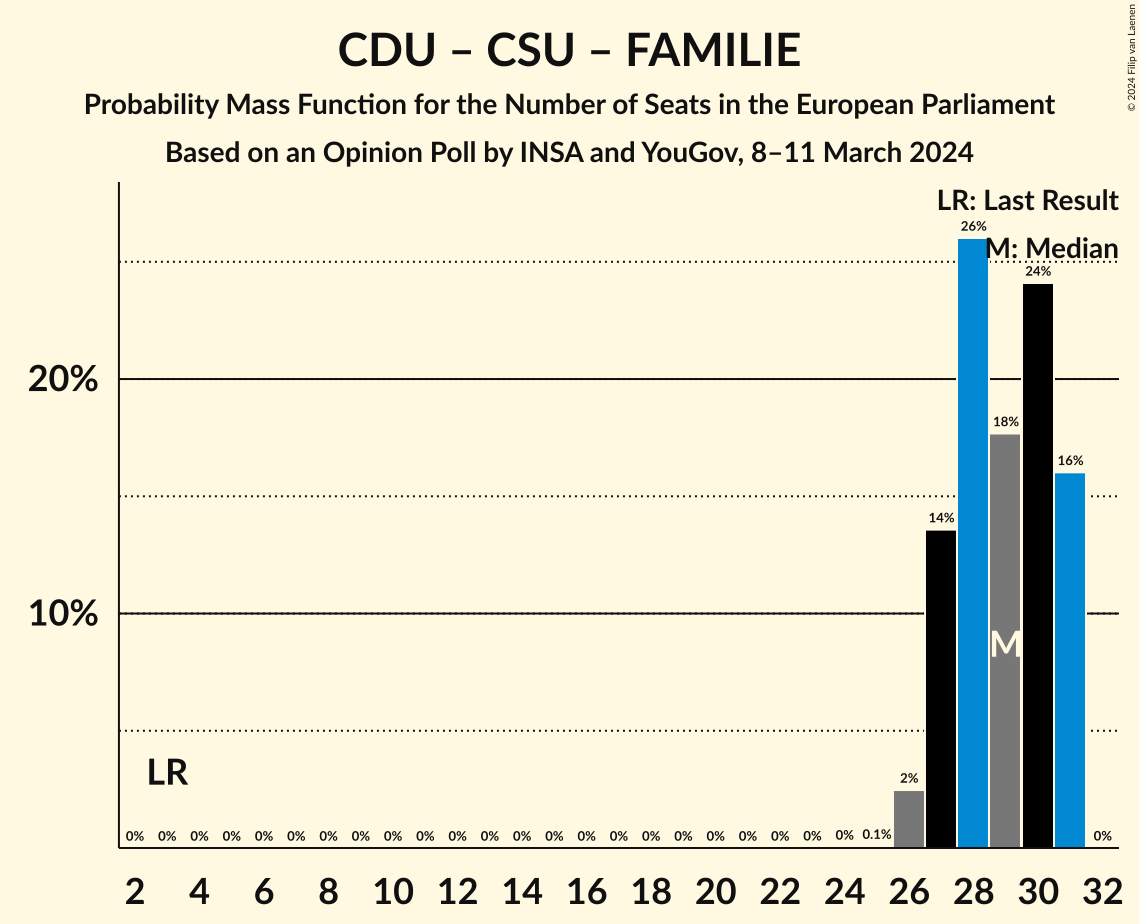 CDU – CSU – FAMILIE
Probability Mass Function for the Number of Seats in the European Parliament
Based on an Opinion Poll by INSA and YouGov, 8–11 March 2024
© 2024 Filip van Laenen
LR: Last Result
M: Median
26%
24%
20%
18%
16%
14%
10%
M
LR
2%
0% 0% 0% 0% 0% 0% 0% 0% 0% 0% 0% 0% 0% 0% 0% 0% 0% 0% 0% 0% 0% 0% 0% 0.1% 0%
2 4 6 8 10 12 14 16 18 20 22 24 26 28 30 32